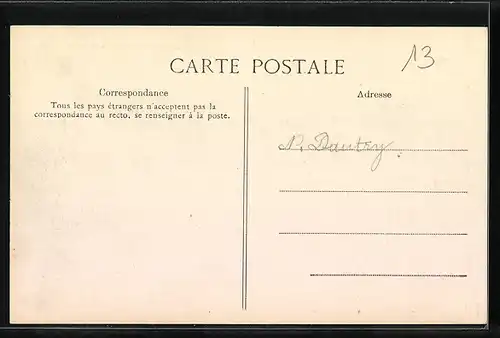 CARTE POSTALE
13
Correspondance
Tous les pays étrangers n'acceptent pas la
correspondance au recto, se renseigner à la poste.
Adresse
N. Dautry.